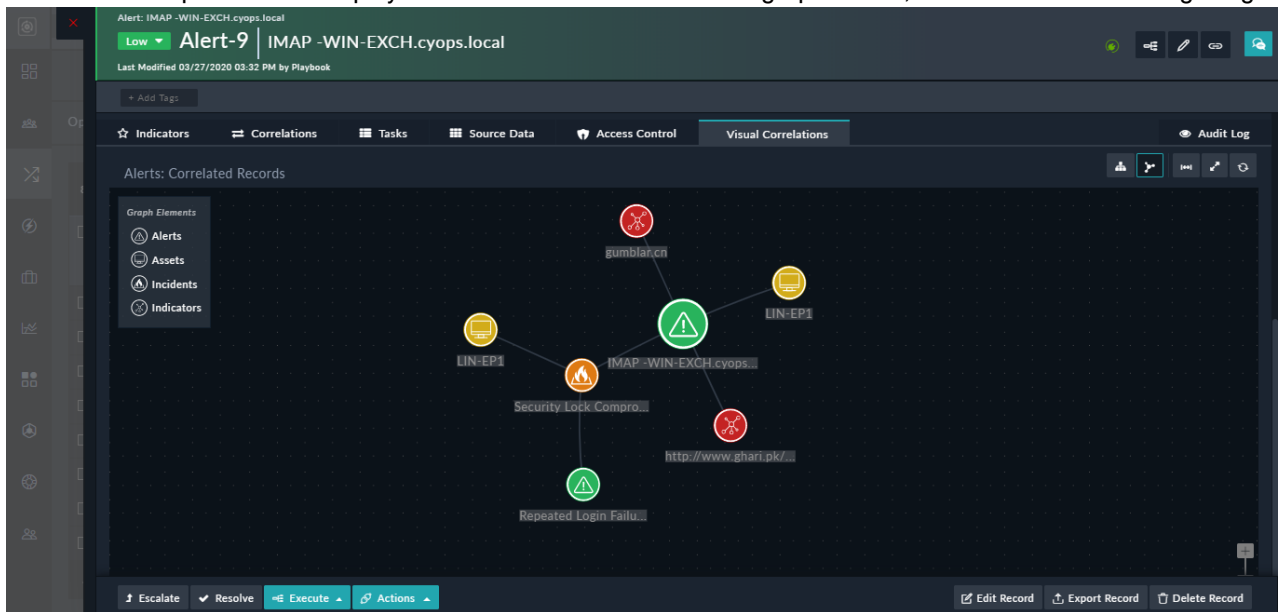 Alert: IMAP -WIN-EXCH.cyops.local
Low Alert-9 IMAP -WIN-EXCH.cyops.local
Last Modified 03/27/2020 03:32 PM by Playbook
+ Add Tags
Indicators Correlations Tasks Source Data Access Control Visual Correlations Audit Log
Alerts: Correlated Records
Graph Elements
Alerts
Assets
Incidents
Indicators
gumblar.cn
LIN-EP1
LIN-EP1
IMAP -WIN-EXCH.cyops...
Security Lock Compro...
http://www.ghari.pk/...
Repeated Login Failu...
Escalate Resolve Execute Actions Edit Record Export Record Delete Record